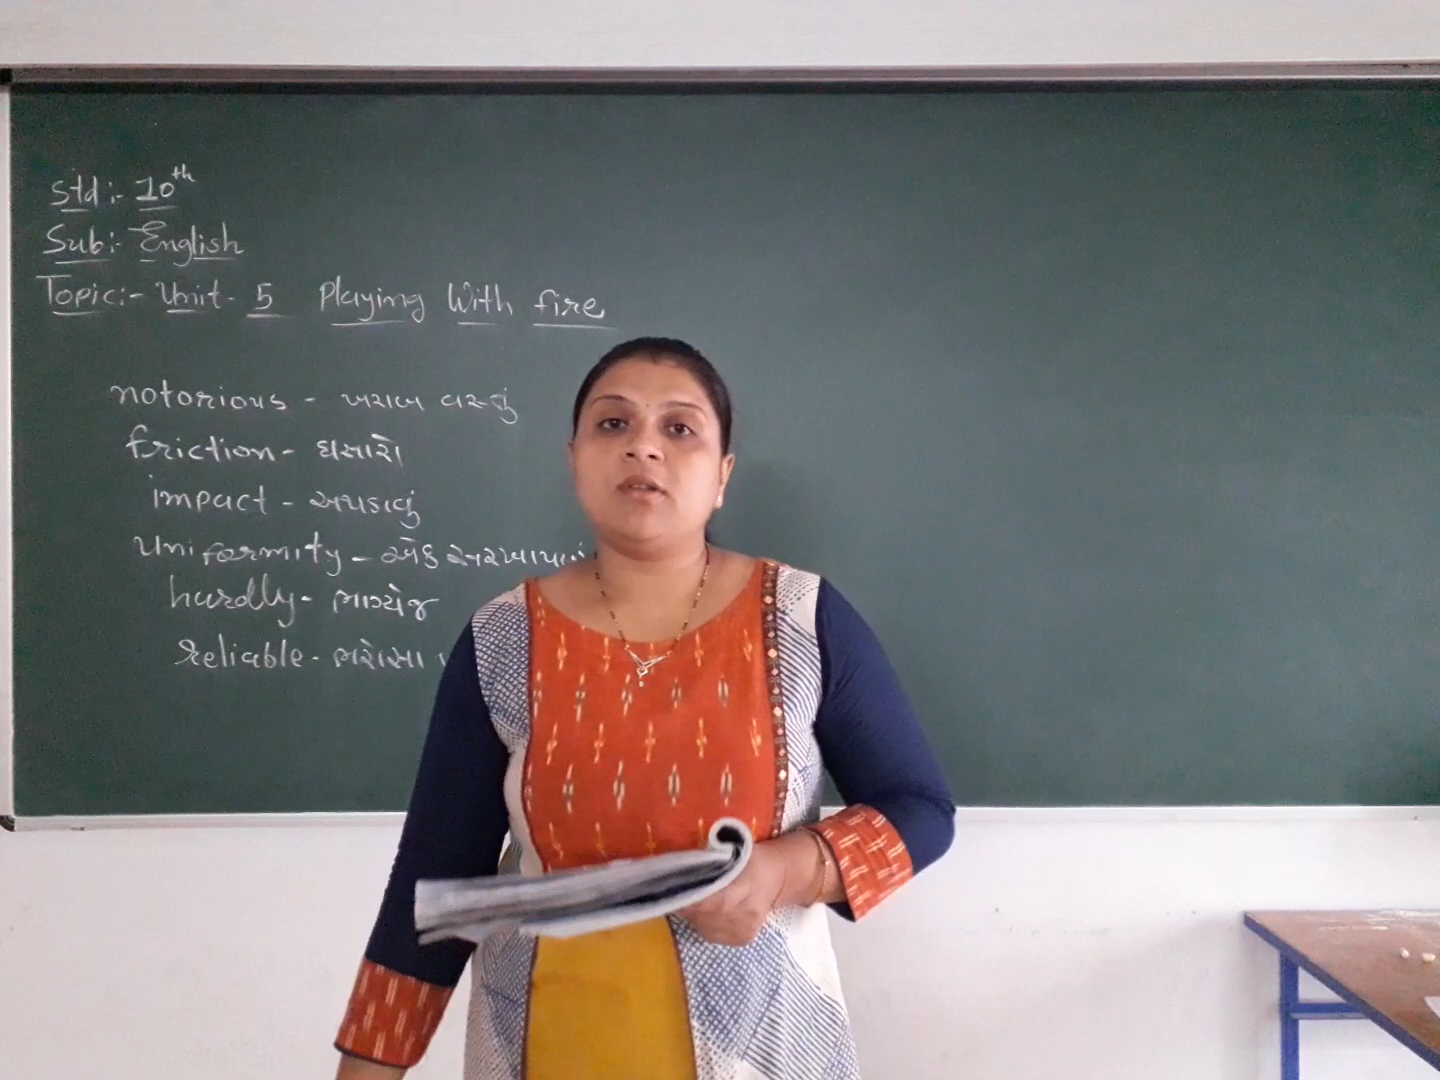 Std:- 10th
Sub:- English
Topic:- Unit-5 Playing With fire
notorious - ખરાબ વસ્તું
friction - ઘસારો
impact - અથડાવું
Uniformity - એક સરખાપણું
hardly - ભાગ્યેજ
reliable - ભરોસા